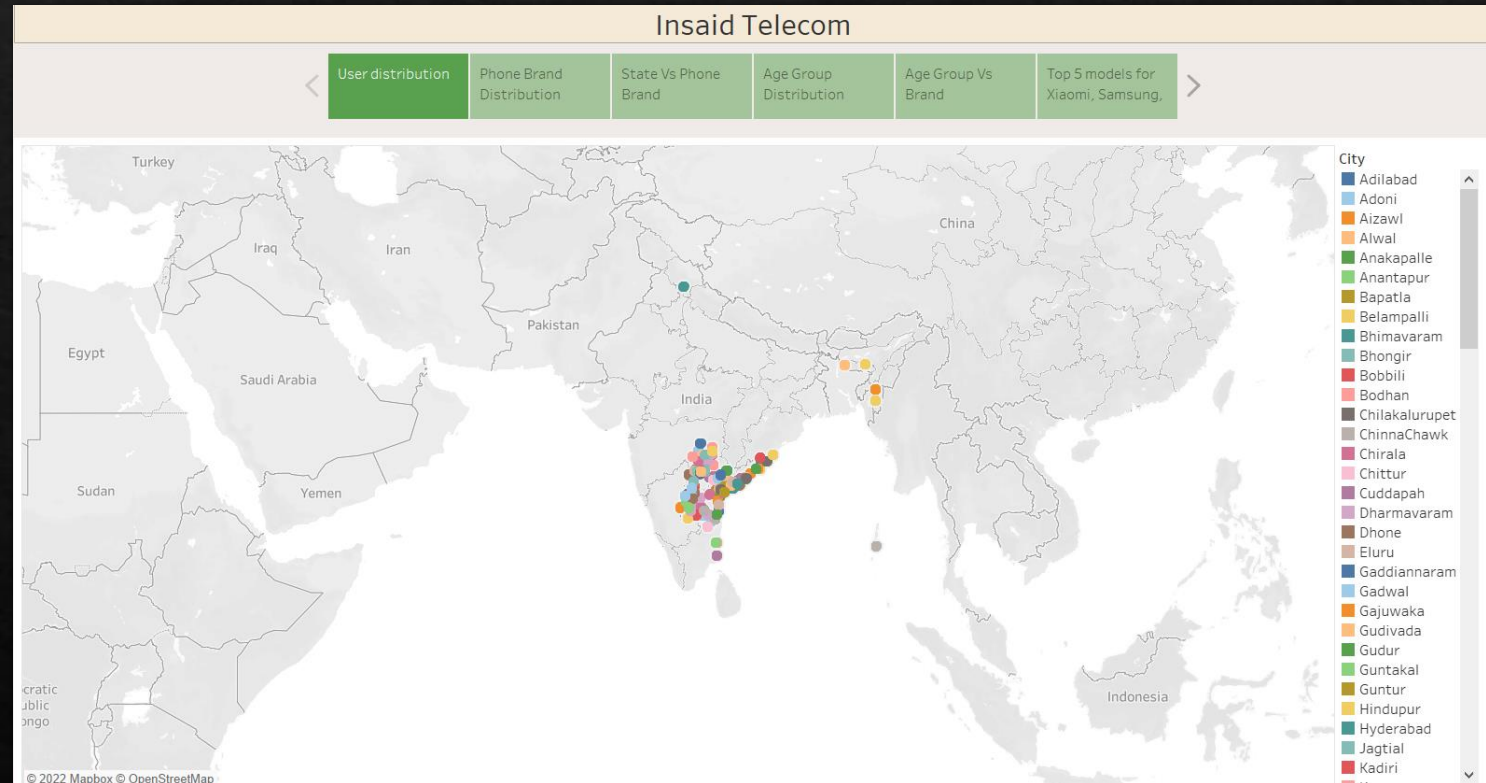 Insaid Telecom
User distribution
Phone Brand
Distribution
State Vs Phone
Brand
Age Group
Distribution
Age Group Vs
Brand
Top 5 models for
Xiaomi, Samsung,
Turkey
Iraq
Iran
China
Pakistan
Egypt
Saudi Arabia
India
Sudan
Yemen
cratic
ublic
ongo
Indonesia
© 2022 Mapbox © OpenStreetMap
City
Adilabad
Adoni
Aizawl
Alwal
Anakapalle
Anantapur
Bapatla
Belampalli
Bhimavaram
Bhongir
Bobbili
Bodhan
Chilakalurupet
ChinnaChawk
Chirala
Chittur
Cuddapah
Dharmavaram
Dhone
Eluru
Gaddiannaram
Gadwal
Gajuwaka
Gudivada
Gudur
Guntakal
Guntur
Hindupur
Hyderabad
Jagtial
Kadiri